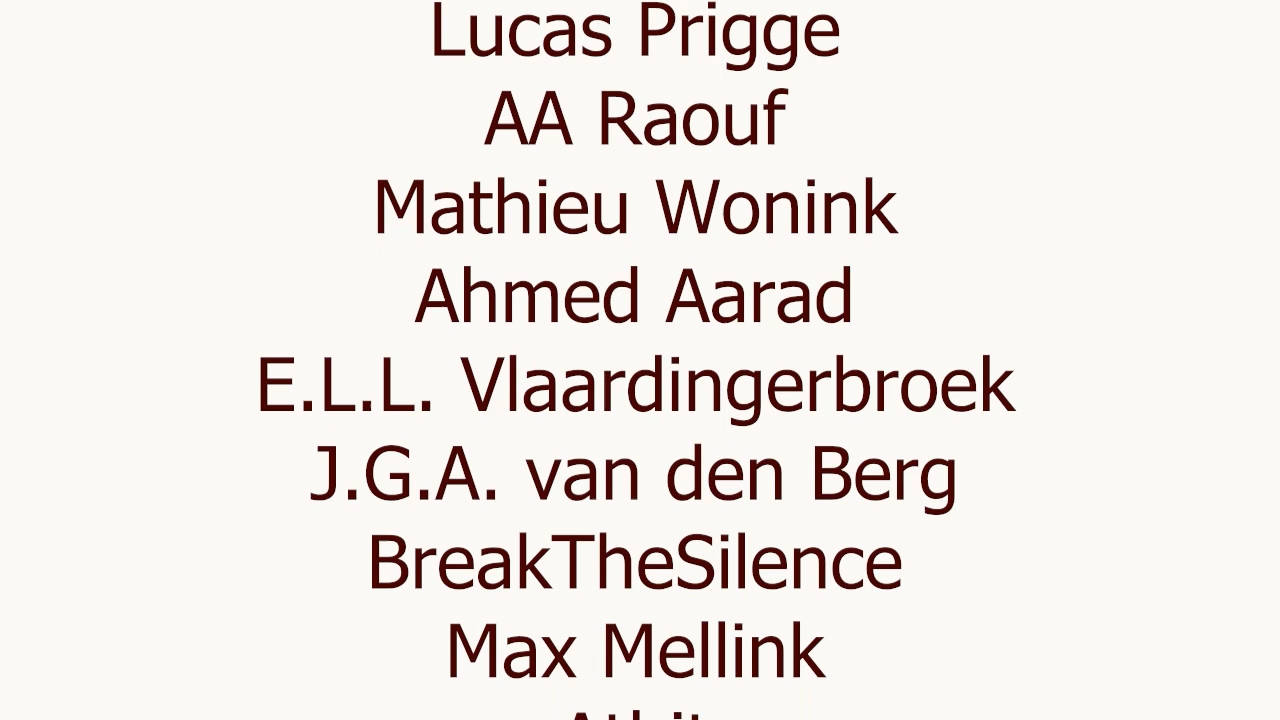 Lucas Prigge
AA Raouf
Mathieu Wonink
Ahmed Aarad
E.L.L. Vlaardingerbroek
J.G.A. van den Berg
BreakTheSilence
Max Mellink